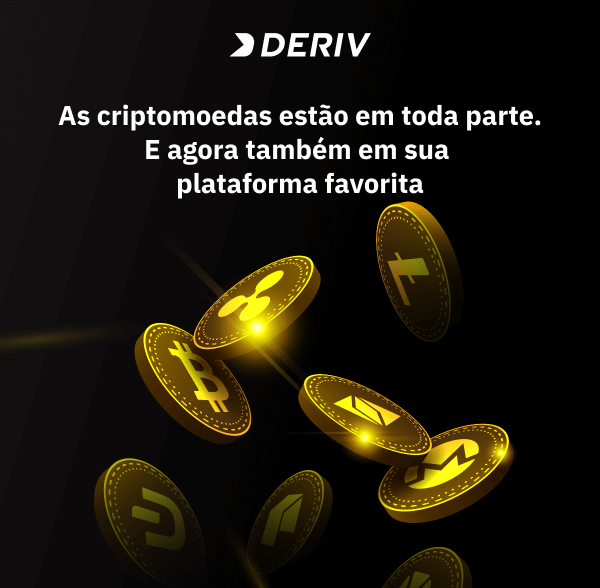 DERIV
As criptomoedas estão em toda parte.
E agora também em sua
plataforma favorita